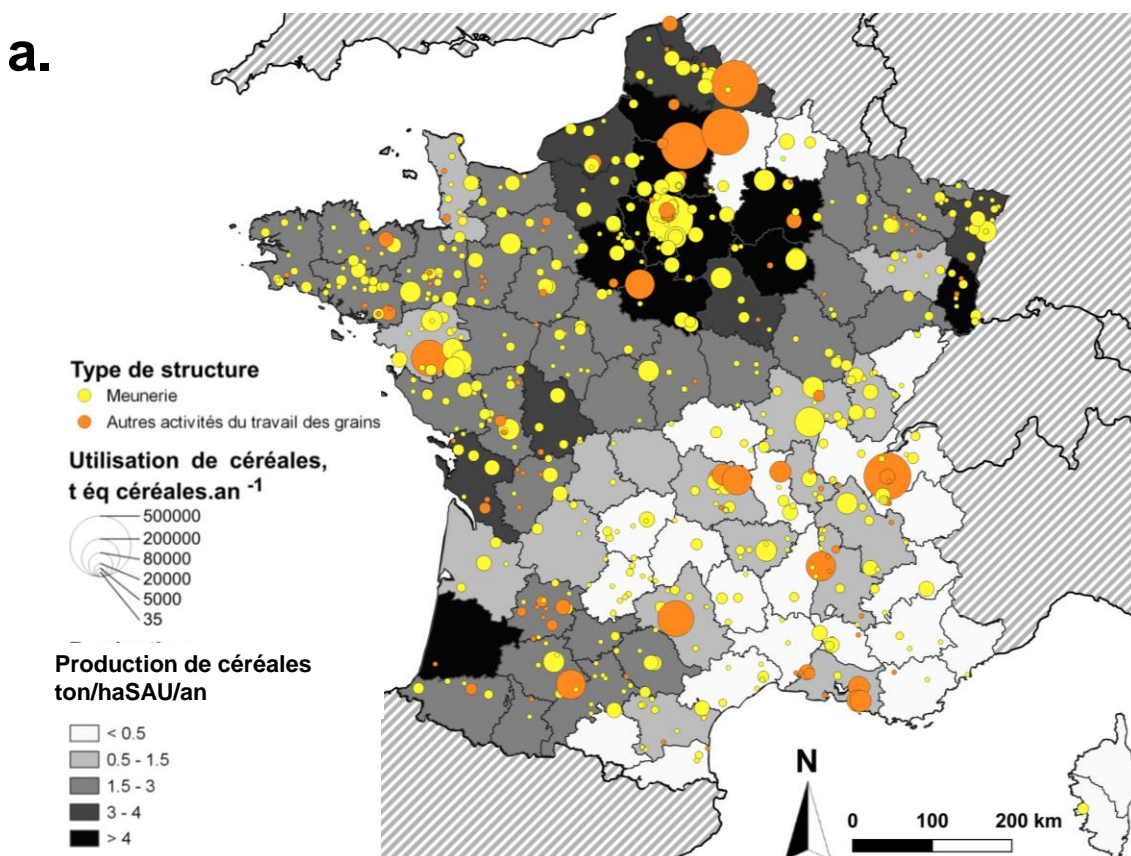 a.
Type de structure
Meunerie
Autres activités du travail des grains
Utilisation de céréales,
t éq céréales.an -1
500000
200000
80000
20000
5000
35
Production de céréales
ton/haSAU/an
< 0.5
0.5 - 1.5
1.5 - 3
3 - 4
> 4
N
0 100 200 km